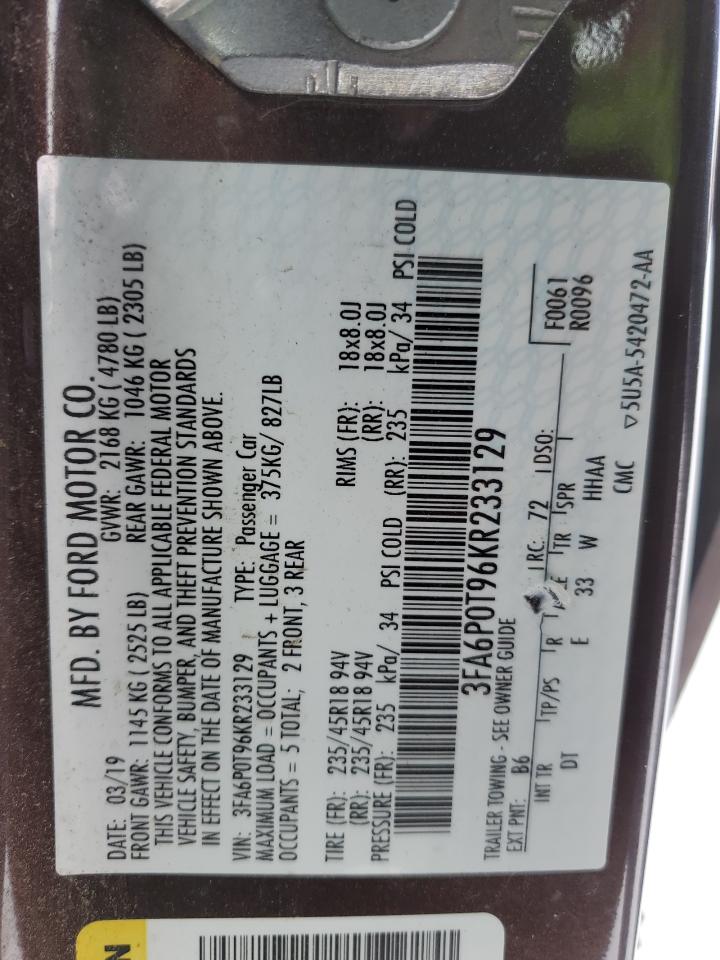 MFD. BY FORD MOTOR CO.
DATE: 03/19 GVWR: 2168 KG ( 4780 LB)
FRONT GAWR: 1145 KG ( 2525 LB) REAR GAWR: 1046 KG ( 2305 LB)
THIS VEHICLE CONFORMS TO ALL APPLICABLE FEDERAL MOTOR
VEHICLE SAFETY, BUMPER, AND THEFT PREVENTION STANDARDS
IN EFFECT ON THE DATE OF MANUFACTURE SHOWN ABOVE.
VIN: 3FA6P0T96KR233129 TYPE: Passenger Car
MAXIMUM LOAD = OCCUPANTS + LUGGAGE = 375KG/ 827LB
OCCUPANTS = 5 TOTAL; 2 FRONT, 3 REAR
TIRE (FR): 235/45R18 94V RIMS (FR): 18x8.0J
(RR): 235/45R18 94V (RR): 18x8.0J
PRESSURE (FR): 235 kPa/ 34 PSI COLD (RR): 235 kPa/ 34 PSI COLD
3FA6P0T96KR233129
TRAILER TOWING - SEE OWNER GUIDE F0061
EXT PNT: B6 RC: 72 DSO: R0096
INT TR TP/PS R TR SPR
DT E 33 W HHAA
CMC ▽5U5A-5420472-AA
N